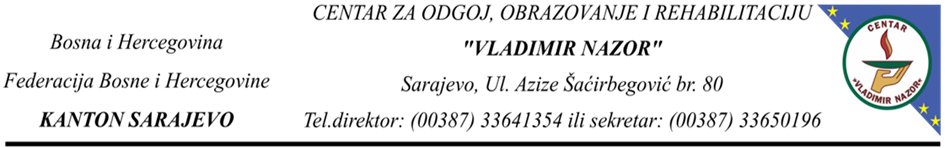 Bosna i Hercegovina
Federacija Bosne i Hercegovine
KANTON SARAJEVO
CENTAR ZA ODGOJ, OBRAZOVANJE I REHABILITACIJU
"VLADIMIR NAZOR"
Sarajevo, Ul. Azize Šaćirbegović br. 80
Tel.direktor: (00387) 33641354 ili sekretar: (00387) 33650196
CENTAR
»VLADIMIR NAZOR«